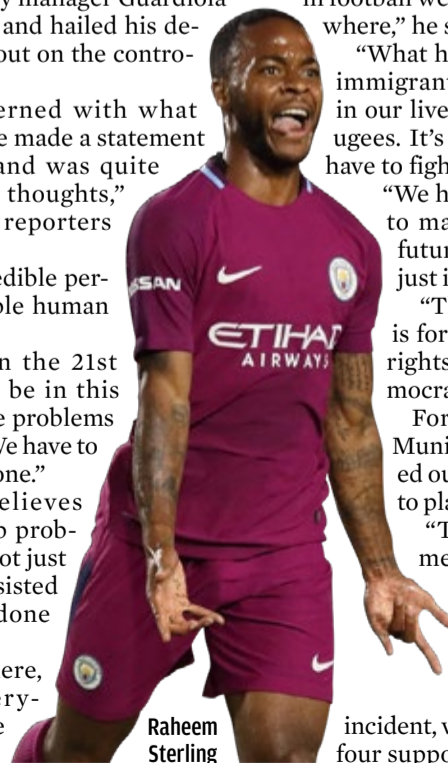 manager Guardiola
and hailed his de-
out on the contro-
erned with what
e made a statement
and was quite
thoughts,”
reporters
edible per-
ole human
n the 21st
be in this
e problems
We have to
one.”
elieves
prob-
ot just
sisted
done
ere,
ery-
e
NISSAN
ETIHAD
AIRWAYS
Raheem
Sterling
in football we
where,” he s
“What h
immigrant
in our live
ugees. It’s
have to figh
“We h
to ma
futur
just i
“T
is for
rights
mocra
For
Muni
ed ou
to pla
“T
me
incident, v
four suppo